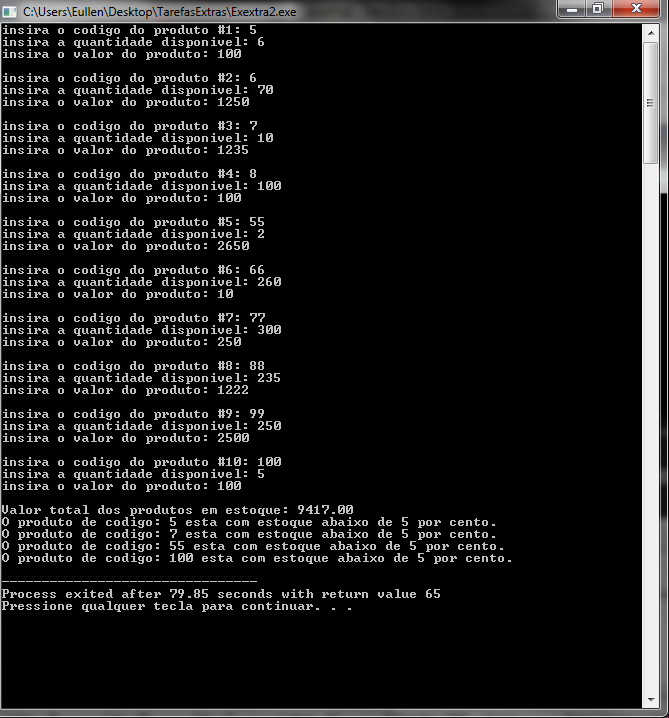 C:\Users\Eullen\Desktop\TarefasExtras\Exextra2.exe
insira o codigo do produto #1: 5
insira a quantidade disponivel: 6
insira o valor do produto: 100
insira o codigo do produto #2: 6
insira a quantidade disponivel: 70
insira o valor do produto: 1250
insira o codigo do produto #3: 7
insira a quantidade disponivel: 10
insira o valor do produto: 1235
insira o codigo do produto #4: 8
insira a quantidade disponivel: 100
insira o valor do produto: 100
insira o codigo do produto #5: 55
insira a quantidade disponivel: 2
insira o valor do produto: 2650
insira o codigo do produto #6: 66
insira a quantidade disponivel: 260
insira o valor do produto: 10
insira o codigo do produto #7: 77
insira a quantidade disponivel: 300
insira o valor do produto: 250
insira o codigo do produto #8: 88
insira a quantidade disponivel: 235
insira o valor do produto: 1222
insira o codigo do produto #9: 99
insira a quantidade disponivel: 250
insira o valor do produto: 2500
insira o codigo do produto #10: 100
insira a quantidade disponivel: 5
insira o valor do produto: 100
Valor total dos produtos em estoque: 9417.00
O produto de codigo: 5 esta com estoque abaixo de 5 por cento.
O produto de codigo: 7 esta com estoque abaixo de 5 por cento.
O produto de codigo: 55 esta com estoque abaixo de 5 por cento.
O produto de codigo: 100 esta com estoque abaixo de 5 por cento.
--------------------------------
Process exited after 79.85 seconds with return value 65
Pressione qualquer tecla para continuar. . .